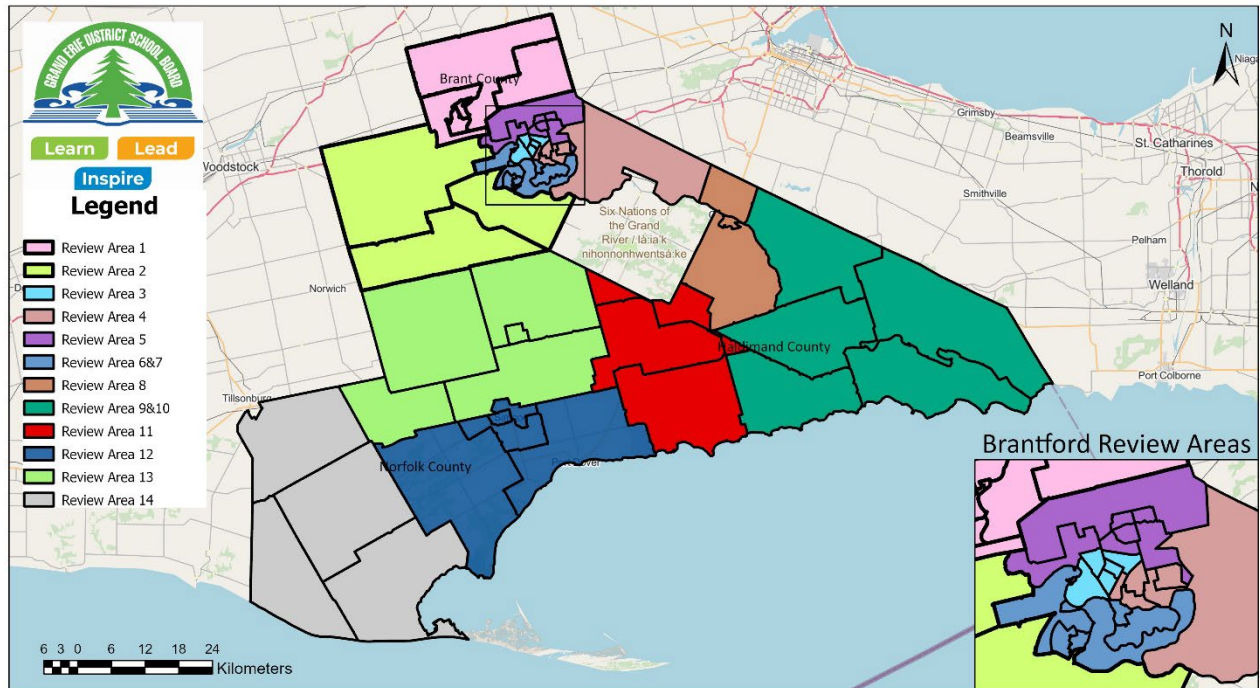 GRAND ERIE DISTRICT SCHOOL BOARD
Learn
Lead
Inspire
Legend
Review Area 1
Review Area 2
Review Area 3
Review Area 4
Review Area 5
Review Area 6&7
Review Area 8
Review Area 9&10
Review Area 11
Review Area 12
Review Area 13
Review Area 14
N
Brant County
Woodstock
Grimsby
Beamsville
St. Catharines
Thorold
Smithville
Pelham
Welland
Six Nations of
the Grand
River / Iá:ia'k
nihononhwentsá:ke
Norwich
Haldimand County
Port Colborne
Tillsonburg
Norfolk County
Brantford Review Areas
6 3 0 6 12 18 24
Kilometers